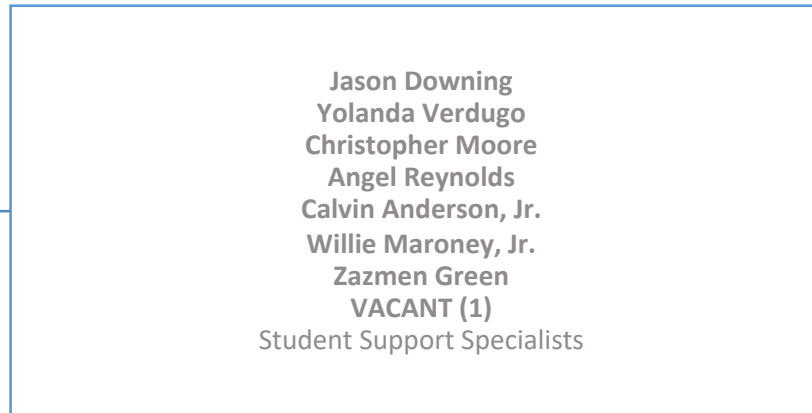 Jason Downing
Yolanda Verdugo
Christopher Moore
Angel Reynolds
Calvin Anderson, Jr.
Willie Maroney, Jr.
Zazmen Green
VACANT (1)
Student Support Specialists